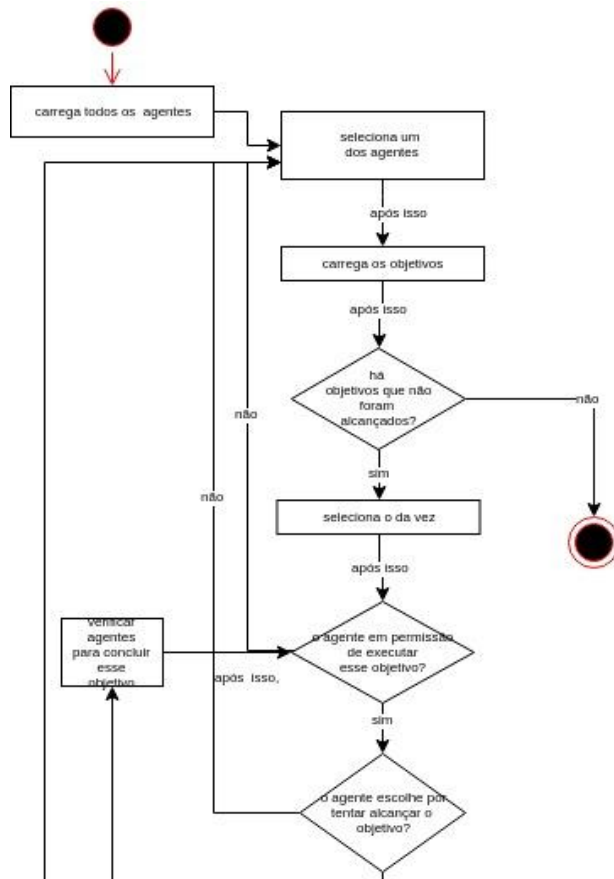 carrega todos os agentes
seleciona um
dos agentes
após isso
carrega os objetivos
após isso
há
objetivos que não
foram
alcançados?
não
não
sim
não
seleciona o da vez
após isso
verificar
agentes
para concluir
esse
objetivo
após isso,
o agente em permissão
de executar
esse objetivo?
sim
o agente escolhe por
tentar alcançar o
objetivo?